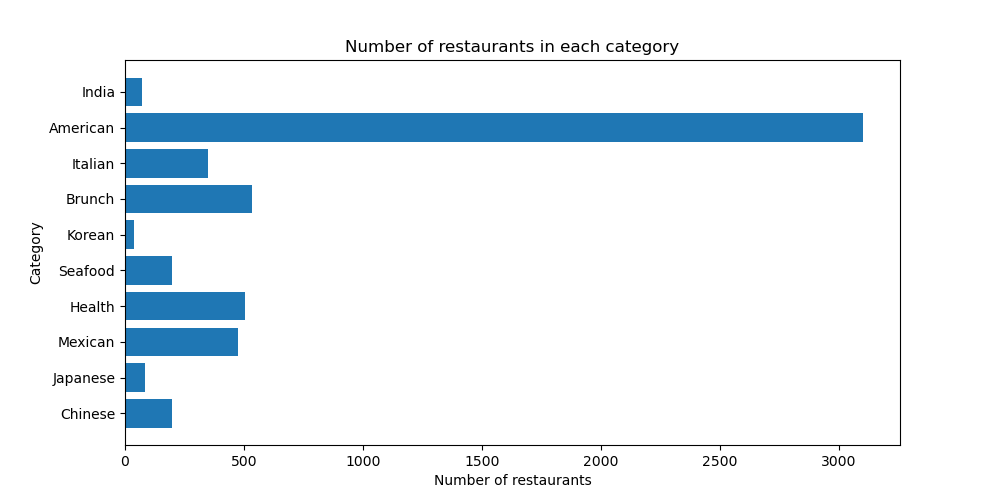 Number of restaurants in each category
Category
India
American
Italian
Brunch
Korean
Seafood
Health
Mexican
Japanese
Chinese
0 500 1000 1500 2000 2500 3000
Number of restaurants